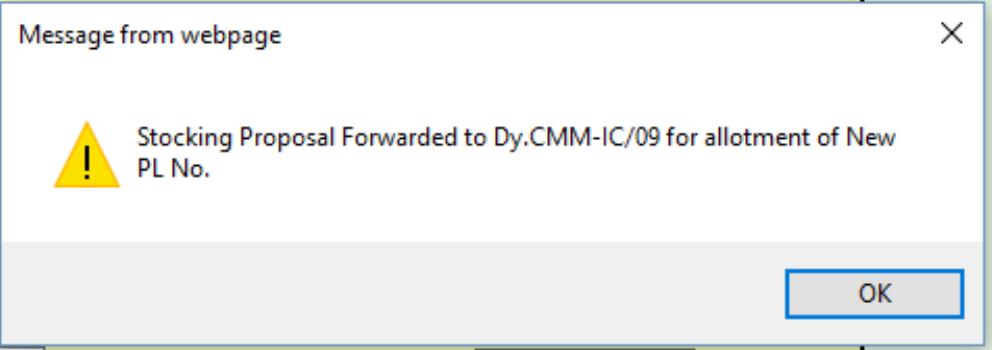 Message from webpage
Stocking Proposal Forwarded to Dy.CMM-IC/09 for allotment of New
PL No.
OK